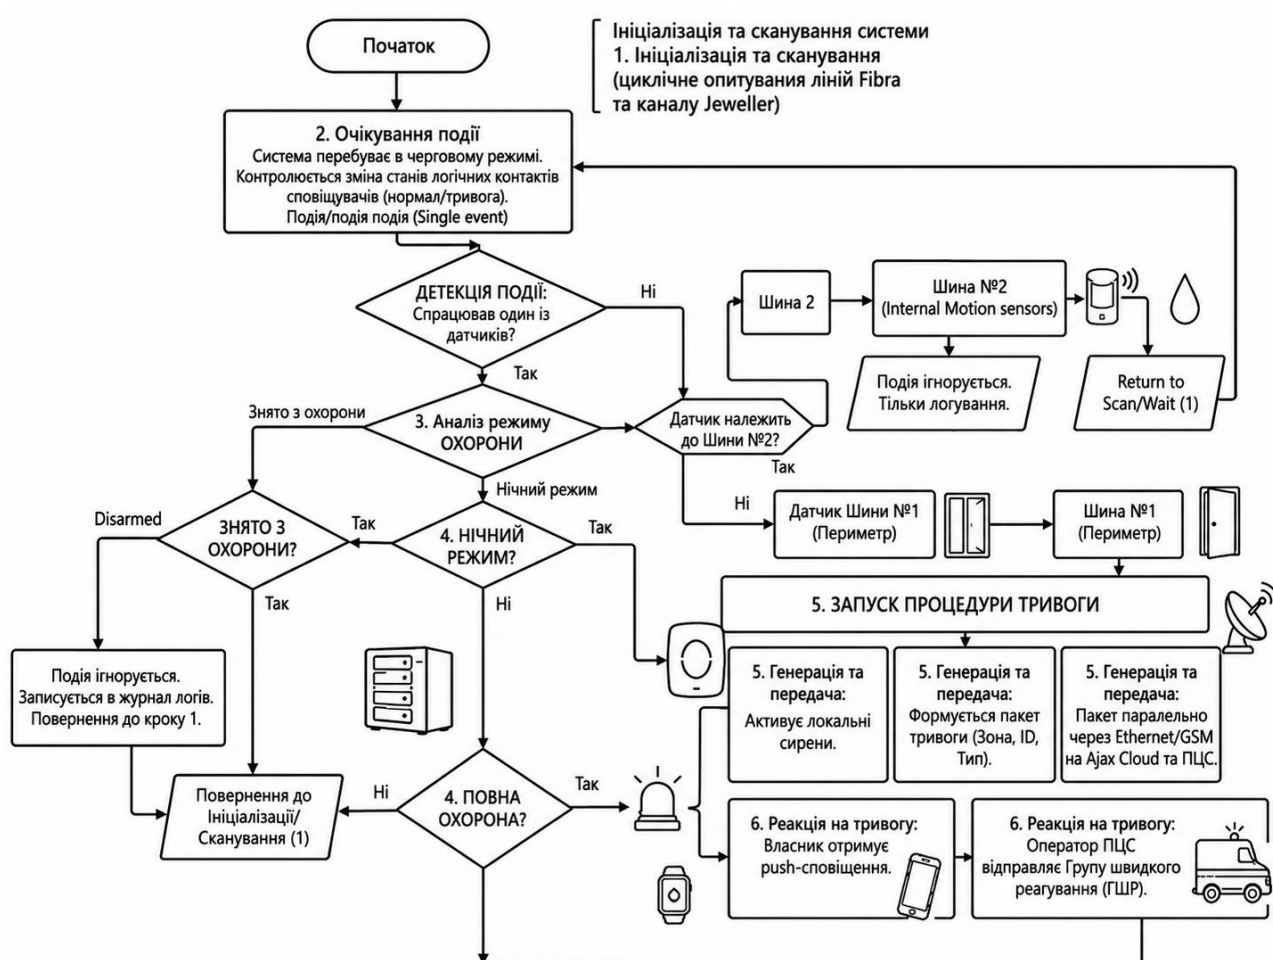 Початок
Ініціалізація та сканування системи
1. Ініціалізація та сканування
(циклічне опитування ліній Fibra
та каналу Jeweller)
2. Очікування події
Система перебуває в черговому режимі.
Контролюється зміна станів логічних контактів
сповіщувачів (нормал/тривога).
Подія/подія подія (Single event)
ДЕТЕКЦІЯ ПОДІЇ:
Спрацював один із
датчиків?
Ні
Так
Шина 2
Шина №2
(Internal Motion sensors)
Подія ігнорується.
Тільки логування.
Return to
Scan/Wait (1)
Знято з охорони
3. Аналіз режиму
ОХОРОНИ
Датчик належить
до Шини №2?
Так
Нічний режим
Ні
Датчик Шини №1
(Периметр)
Шина №1
(Периметр)
Disarmed
ЗНЯТО З
ОХОРОНИ?
Так
4. НІЧНИЙ
РЕЖИМ?
Так
Так
Ні
5. ЗАПУСК ПРОЦЕДУРИ ТРИВОГИ
Подія ігнорується.
Записується в журнал логів.
Повернення до кроку 1.
5. Генерація та
передача:
Активує локальні
сирени.
5. Генерація та
передача:
Формується пакет
тривоги (Зона, ID,
Тип).
5. Генерація та
передача:
Пакет паралельно
через Ethernet/GSM
на Ajax Cloud та ПЦС.
Повернення до
Ініціалізації/
Сканування (1)
Ні
4. ПОВНА
ОХОРОНА?
Так
6. Реакція на тривогу:
Власник отримує
push-сповіщення.
6. Реакція на тривогу:
Оператор ПЦС
відправляє Групу швидкого
реагування (ГШР).